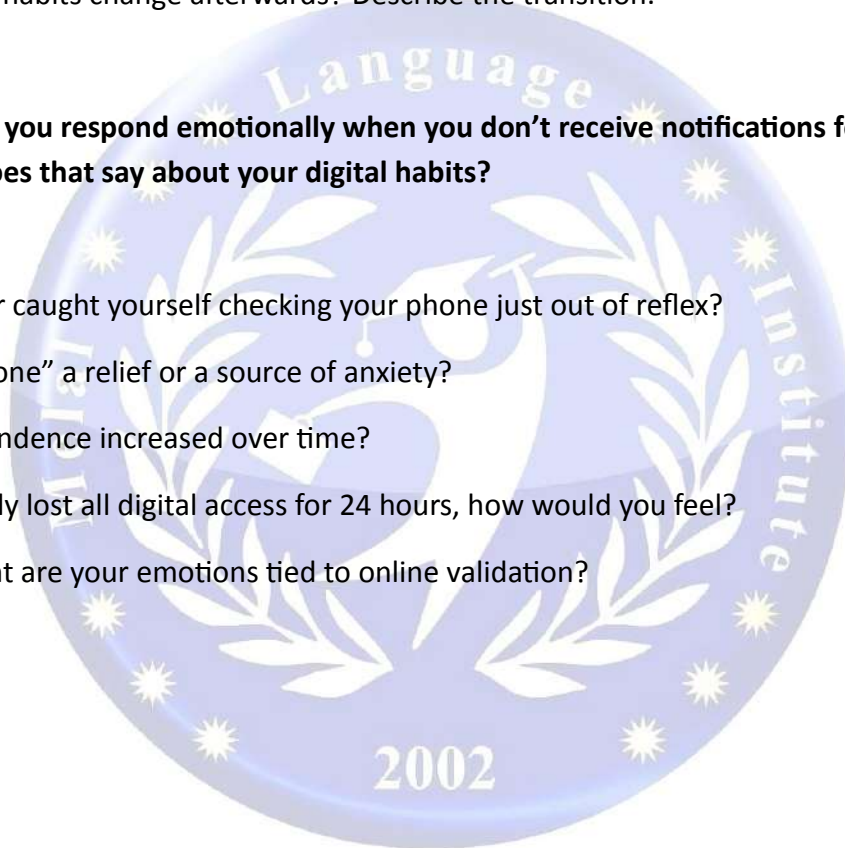 habits change afterwards? Describe the transition.
you respond emotionally when you don't receive notifications f
oes that say about your digital habits?
r caught yourself checking your phone just out of reflex?
one” a relief or a source of anxiety?
ndence increased over time?
ly lost all digital access for 24 hours, how would you feel?
nt are your emotions tied to online validation?
Language
Institute
2002